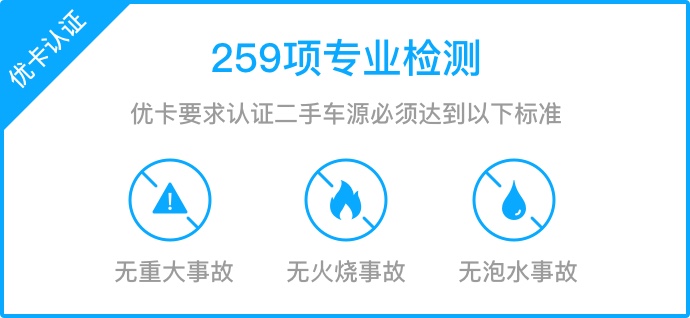 优卡认证
259项专业检测
优卡要求认证二手车源必须达到以下标准
无重大事故
无火烧事故
无泡水事故